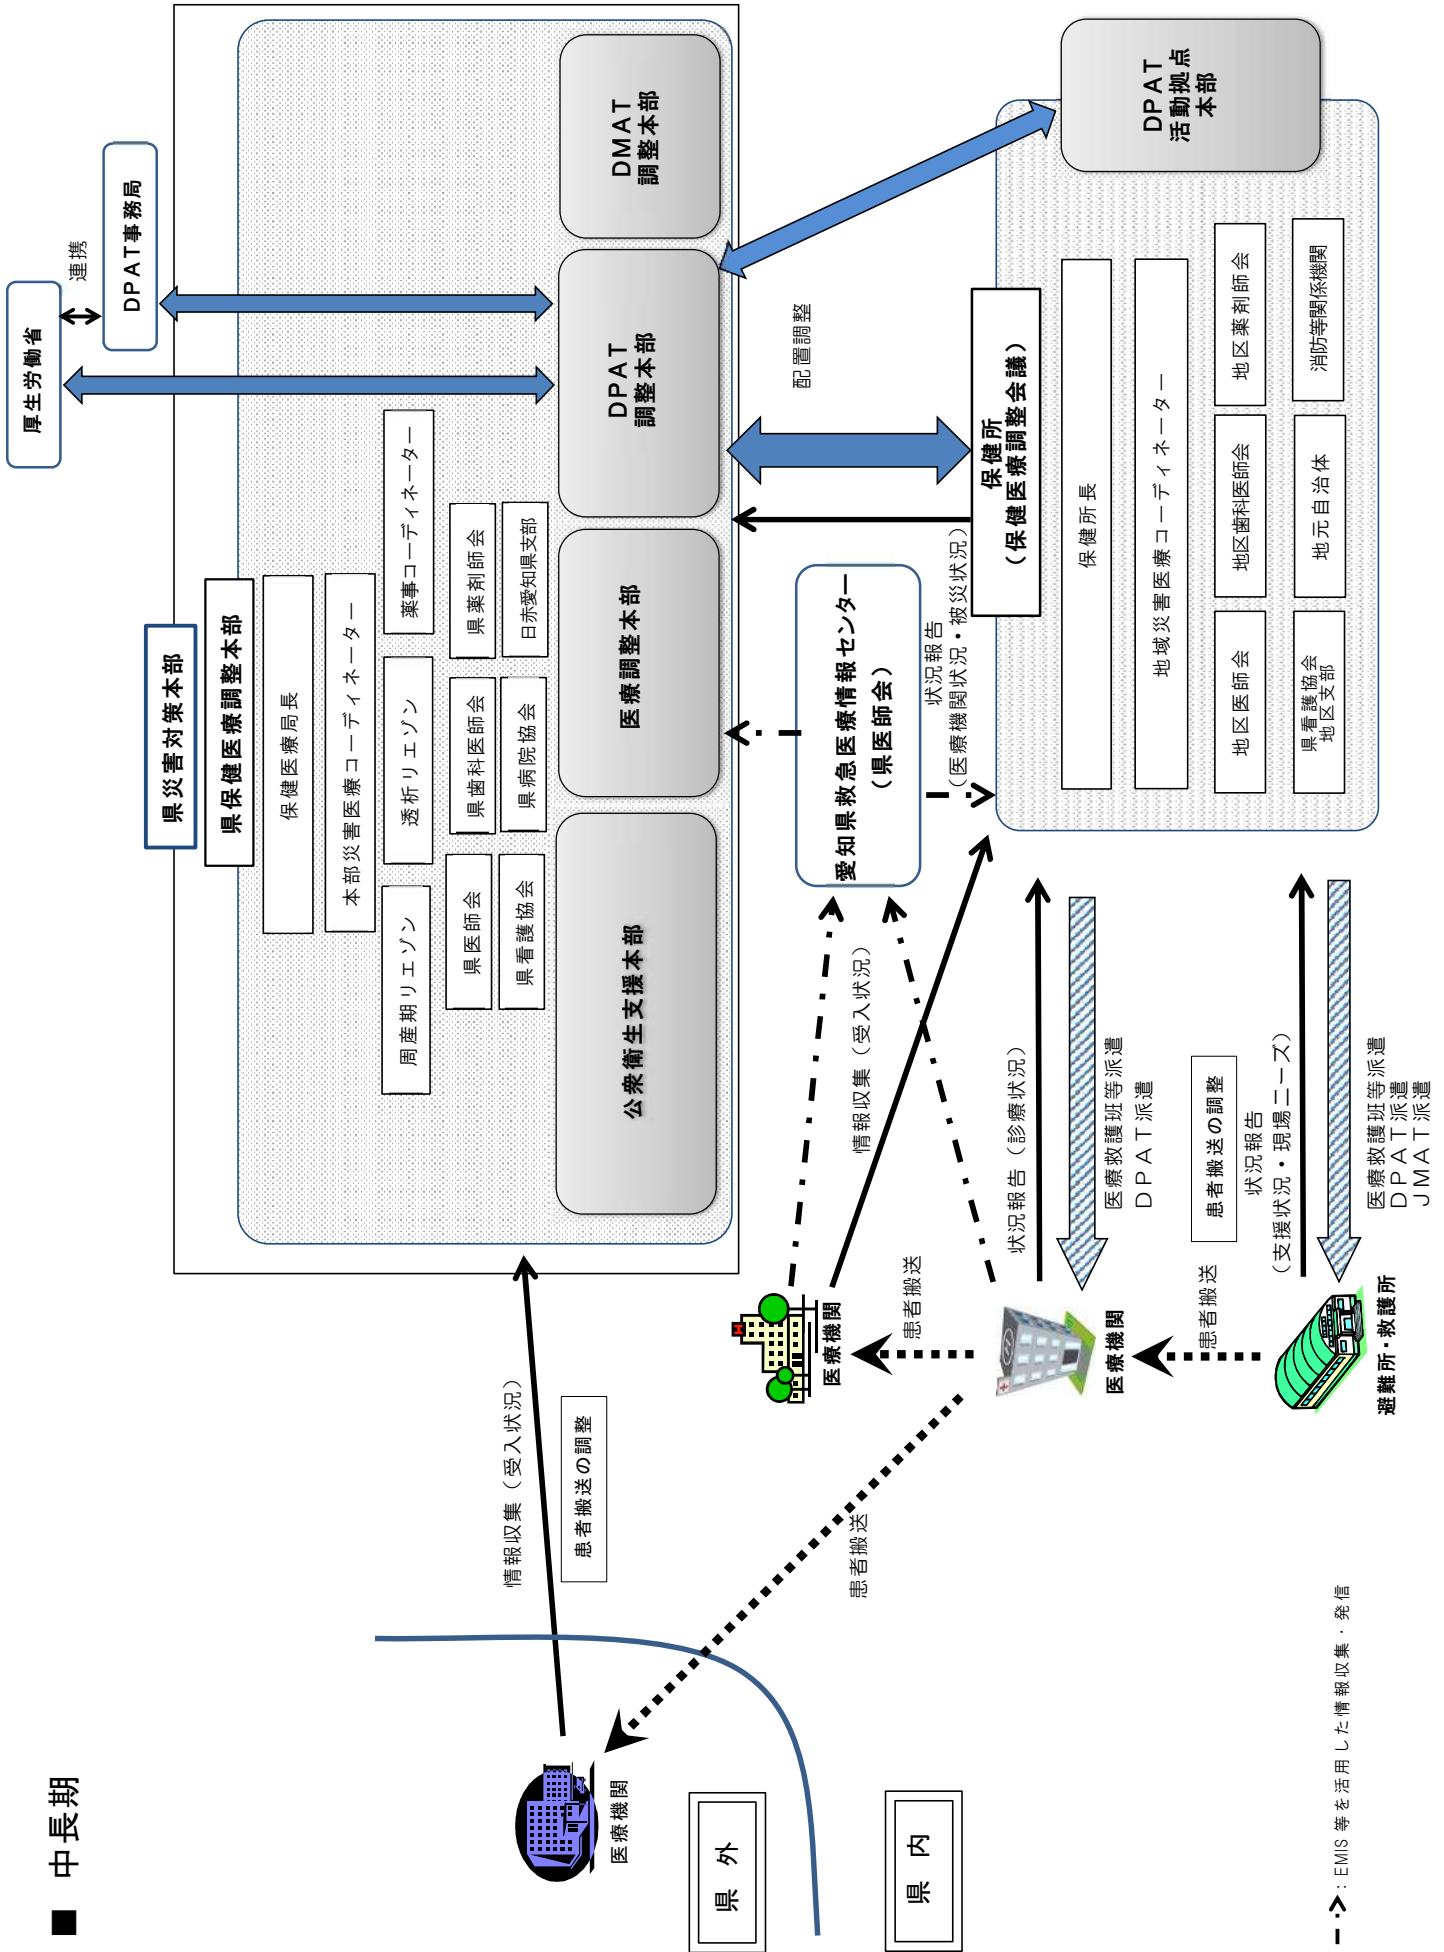 ■ 中長期
厚生労働省
連携
DPAT事務局
県災害対策本部
県保健医療調整本部
保健医療局長
本部災害医療コーディネーター
周産期リエゾン
透析リエゾン
薬事コーディネーター
県医師会
県歯科医師会
県薬剤師会
県看護協会
県病院協会
日赤愛知県支部
公衆衛生支援本部
医療調整本部
DPAT
調整本部
DMAT
調整本部
情報収集（受入状況）
患者搬送の調整
医療機関
県 外
県 内
患者搬送
医療機関
患者搬送
医療機関
患者搬送
避難所・救護所
情報収集（受入状況）
愛知県救急医療情報センター
（県医師会）
状況報告
（医療機関状況・被災状況）
配置調整
保健所
（保健医療調整会議）
保健所長
地域災害医療コーディネーター
地区医師会
地区歯科医師会
地区薬剤師会
県看護協会
地区支部
地元自治体
消防等関係機関
DPAT
活動拠点
本部
状況報告（診療状況）
医療救護班等派遣
DPAT派遣
患者搬送の調整
状況報告
（支援状況・現場ニーズ）
医療救護班等派遣
DPAT派遣
JMAT派遣
：EMIS 等を活用した情報収集・発信